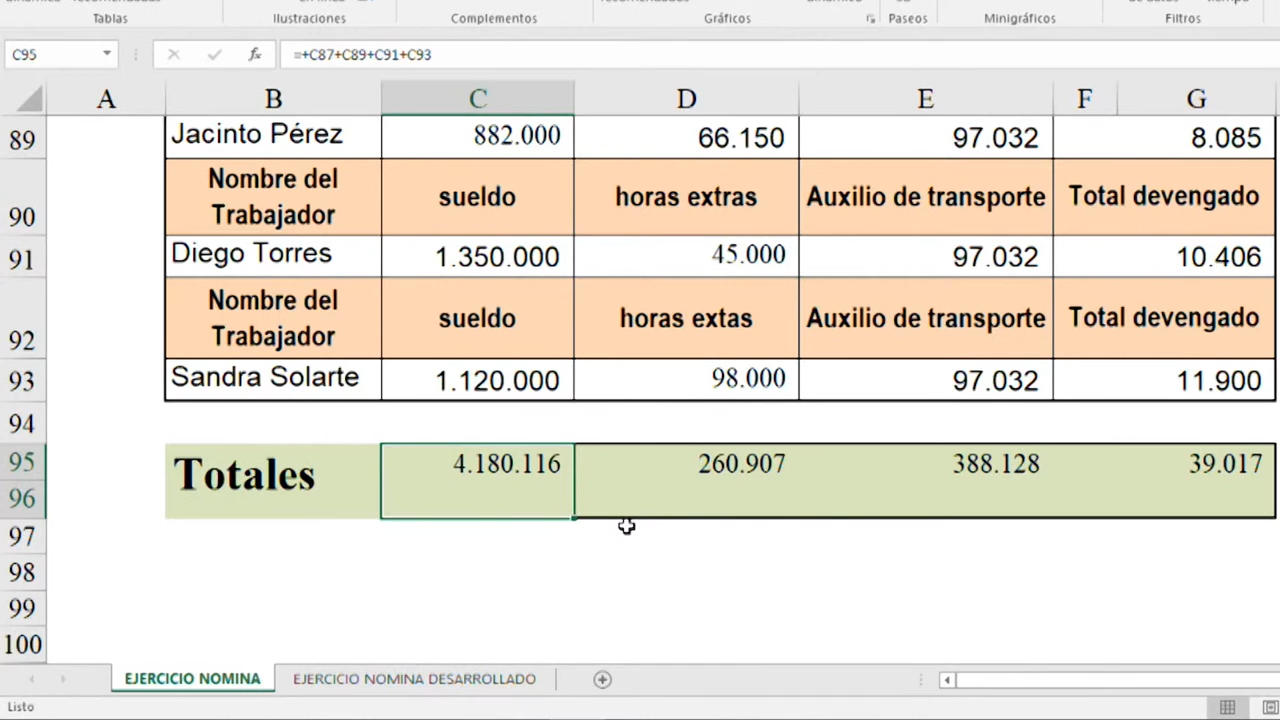 Tablas Ilustraciones Complementos Gráficos Paseos Minigráficos Filtros
C95 fx =+C87+C89+C91+C93
A B C D E F G
89 Jacinto Pérez 882.000 66.150 97.032 8.085
Nombre del
90 Trabajador sueldo horas extras Auxilio de transporte Total devengado
91 Diego Torres 1.350.000 45.000 97.032 10.406
Nombre del
92 Trabajador sueldo horas extas Auxilio de transporte Total devengado
93 Sandra Solarte 1.120.000 98.000 97.032 11.900
94
95 Totales 4.180.116 260.907 388.128 39.017
96
97
98
99
100
EJERCICIO NOMINA EJERCICIO NOMINA DESARROLLADO
Listo